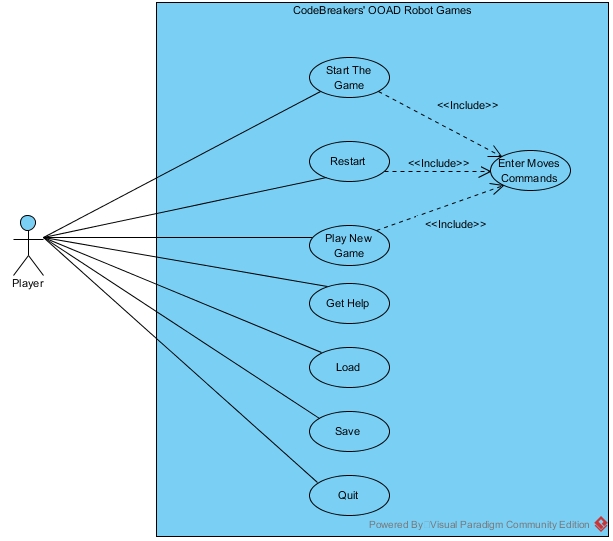 CodeBreakers' OOAD Robot Games
Start The
Game
<<Include>>
Restart
<<Include>>
Enter Moves
Commands
<<Include>>
Play New
Game
Player
Get Help
Load
Save
Quit
Powered By Visual Paradigm Community Edition